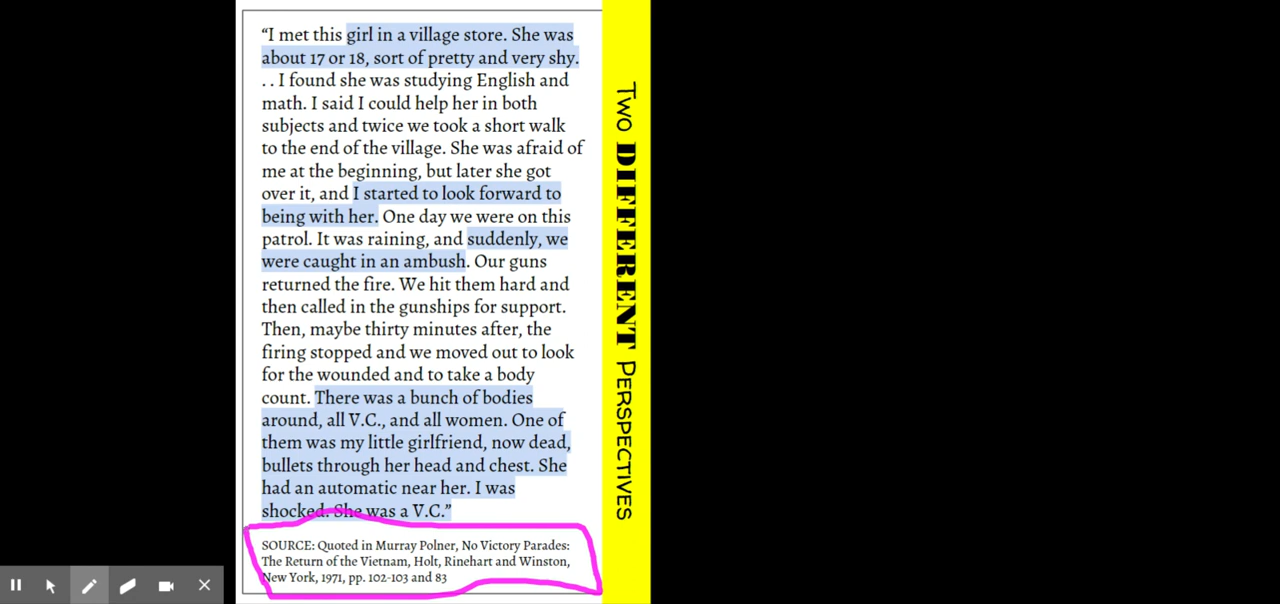 “I met this girl in a village store. She was
about 17 or 18, sort of pretty and very shy.
. . I found she was studying English and
math. I said I could help her in both
subjects and twice we took a short walk
to the end of the village. She was afraid of
me at the beginning, but later she got
over it, and I started to look forward to
being with her. One day we were on this
patrol. It was raining, and suddenly, we
were caught in an ambush. Our guns
returned the fire. We hit them hard and
then called in the gunships for support.
Then, maybe thirty minutes after, the
firing stopped and we moved out to look
for the wounded and to take a body
count. There was a bunch of bodies
around, all V.C., and all women. One of
them was my little girlfriend, now dead,
bullets through her head and chest. She
had an automatic near her. I was
shocked. She was a V.C.”
SOURCE: Quoted in Murray Polner, No Victory Parades:
The Return of the Vietnam, Holt, Rinehart and Winston,
New York, 1971, pp. 102-103 and 83
Two DIFFERENT Perspectives